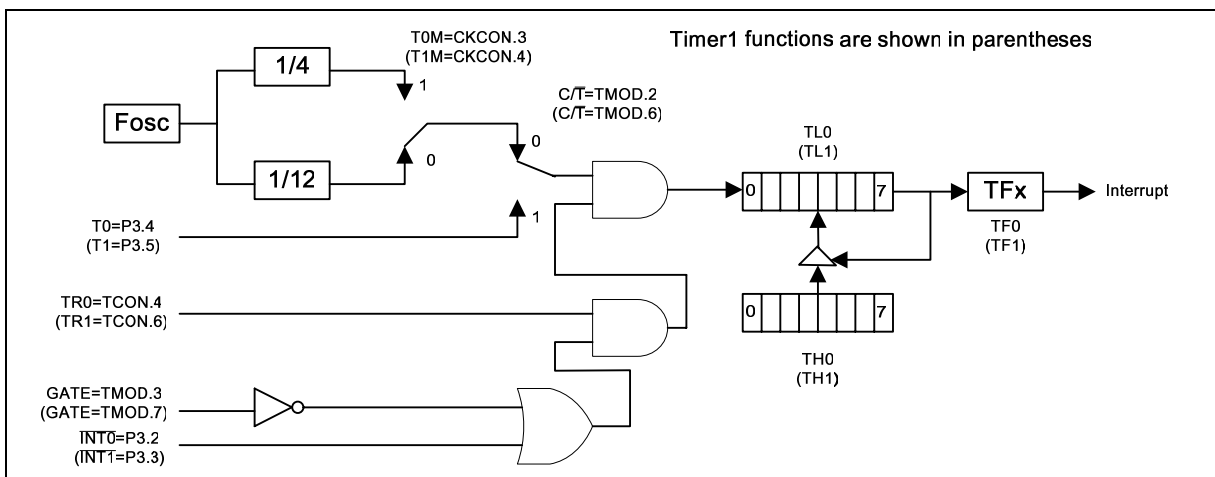 T0M=CKCON.3
(T1M=CKCON.4)
Timer1 functions are shown in parentheses
1/4
1
Fosc
C/T̅=TMOD.2
(C/T̅=TMOD.6)
0
0
1/12
TL0
(TL1)
0 7
TFx
Interrupt
TF0
(TF1)
T0=P3.4
(T1=P3.5)
1
TR0=TCON.4
(TR1=TCON.6)
0 7
TH0
(TH1)
GATE=TMOD.3
(GATE=TMOD.7)
I̅N̅T̅0̅=P3.2
(I̅N̅T̅1̅=P3.3)